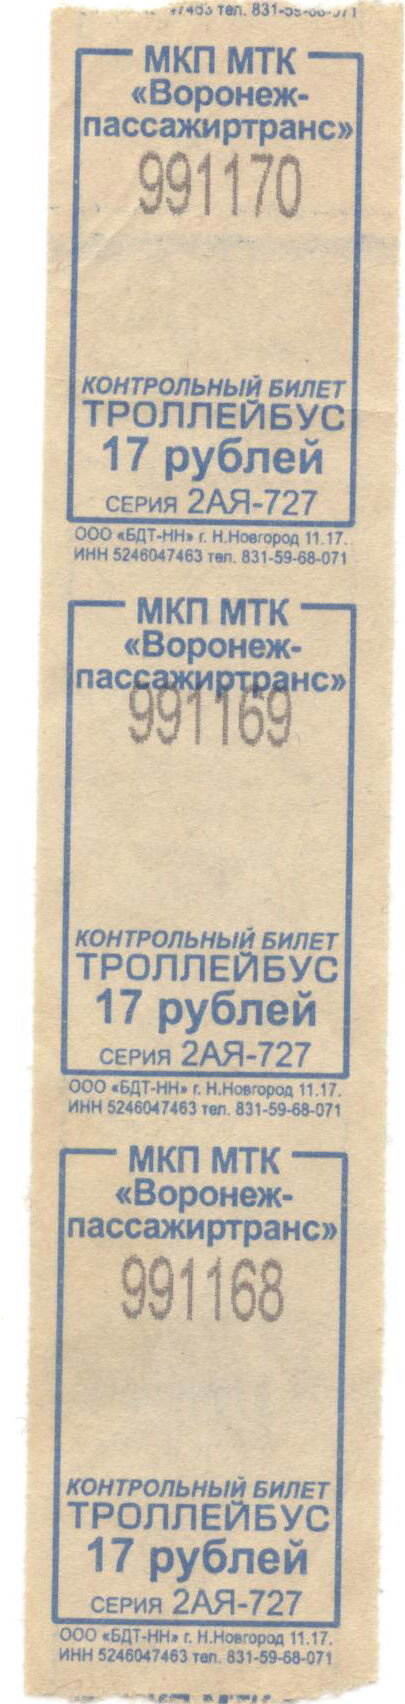 МКП МТК
«Воронеж-
пассажиртранс»
991170
КОНТРОЛЬНЫЙ БИЛЕТ
ТРОЛЛЕЙБУС
17 рублей
СЕРИЯ 2АЯ-727
ООО «БДТ-НН» г. Н.Новгород 11.17.
ИНН 5246047463 тел. 831-59-68-071
МКП МТК
«Воронеж-
пассажиртранс»
991169
КОНТРОЛЬНЫЙ БИЛЕТ
ТРОЛЛЕЙБУС
17 рублей
СЕРИЯ 2АЯ-727
ООО «БДТ-НН» г. Н.Новгород 11.17.
ИНН 5246047463 тел. 831-59-68-071
МКП МТК
«Воронеж-
пассажиртранс»
991168
КОНТРОЛЬНЫЙ БИЛЕТ
ТРОЛЛЕЙБУС
17 рублей
СЕРИЯ 2АЯ-727
ООО «БДТ-НН» г. Н.Новгород 11.17.
ИНН 5246047463 тел. 831-59-68-071